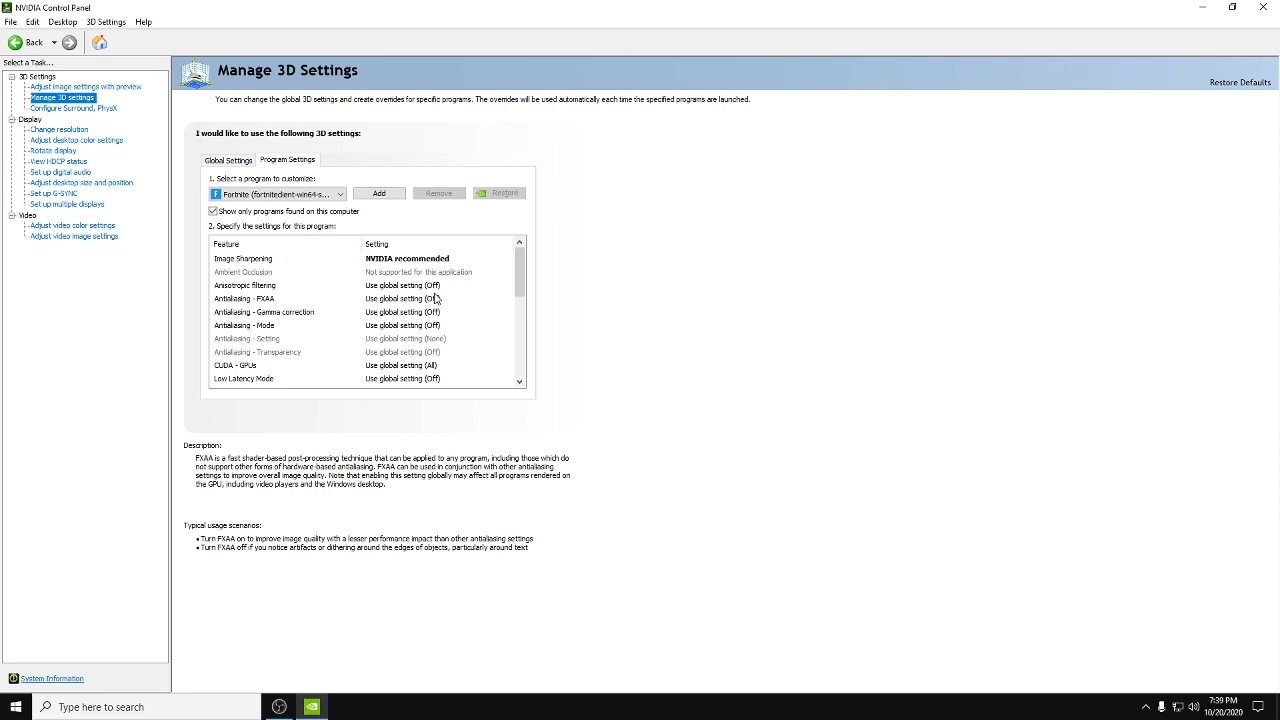 NVIDIA Control Panel
File Edit Desktop 3D Settings Help
Back
Select a Task...
3D Settings
Adjust image settings with preview
Manage 3D settings
Configure Surround, PhysX
Display
Change resolution
Adjust desktop color settings
Rotate display
View HDCP status
Set up digital audio
Adjust desktop size and position
Set up G-SYNC
Set up multiple displays
Video
Adjust video color settings
Adjust video image settings
System Information
Manage 3D Settings
Restore Defaults
You can change the global 3D settings and create overrides for specific programs. The overrides will be used automatically each time the specified programs are launched.
I would like to use the following 3D settings:
Global Settings Program Settings
1. Select a program to customize:
Fortnite (fortniteclient-win64-s... Add Remove Restore
Show only programs found on this computer
2. Specify the settings for this program:
Feature Setting
Image Sharpening NVIDIA recommended
Ambient Occlusion Not supported for this application
Anisotropic filtering Use global setting (Off)
Antialiasing - FXAA Use global setting (Off)
Antialiasing - Gamma correction Use global setting (Off)
Antialiasing - Mode Use global setting (Off)
Antialiasing - Setting Use global setting (None)
Antialiasing - Transparency Use global setting (Off)
CUDA - GPUs Use global setting (All)
Low Latency Mode Use global setting (Off)
Description:
FXAA is a fast shader-based post-processing technique that can be applied to any program, including those which do
not support other forms of hardware-based antialiasing. FXAA can be used in conjunction with other antialiasing
settings to improve overall image quality. Note that enabling this setting globally may affect all programs rendered on
the GPU, including video players and the Windows desktop.
Typical usage scenarios:
• Turn FXAA on to improve image quality with a lesser performance impact than other antialiasing settings
• Turn FXAA off if you notice artifacts or dithering around the edges of objects, particularly around text
Type here to search
7:39 PM
10/20/2020